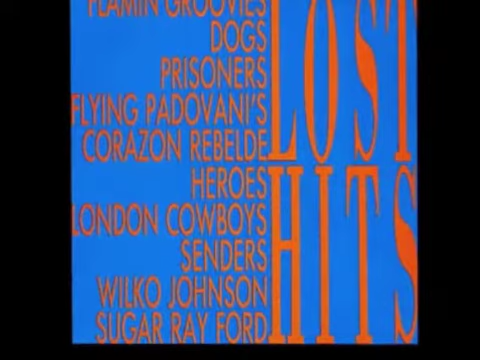 FLAMIN GROOVIES
DOGS
PRISONERS
FLYING PADOVANI'S
CORAZON REBELDE
HEROES
LONDON COWBOYS
SENDERS
WILKO JOHNSON
SUGAR RAY FORD
LOST
HITS